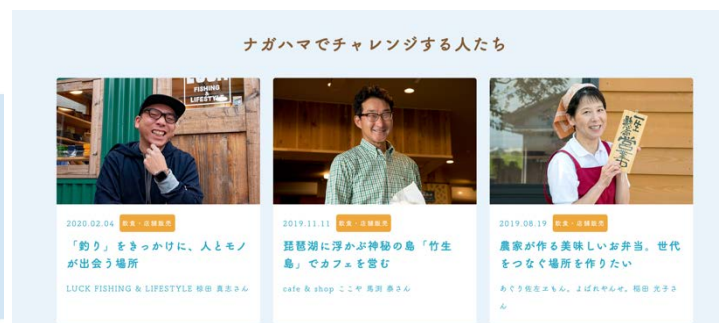 ナガハマでチャレンジする人たち
LUCK
FISHING
&
LIFESTYLE
2020.02.04 飲食・店舗販売
「釣り」をきっかけに、人とモノ
が出会う場所
LUCK FISHING & LIFESTYLE 柳田 真志さん
2019.11.11 飲食・店舗販売
琵琶湖に浮かぶ神秘の島「竹生
島」でカフェを営む
cafe & shop ここや 馬渕 泰さん
2019.08.19 飲食・店舗販売
農家が作る美味しいお弁当。世代
をつなぐ場所を作りたい
めぐり佐左エもん、よばれやんせ。稲田 元子さ
ん